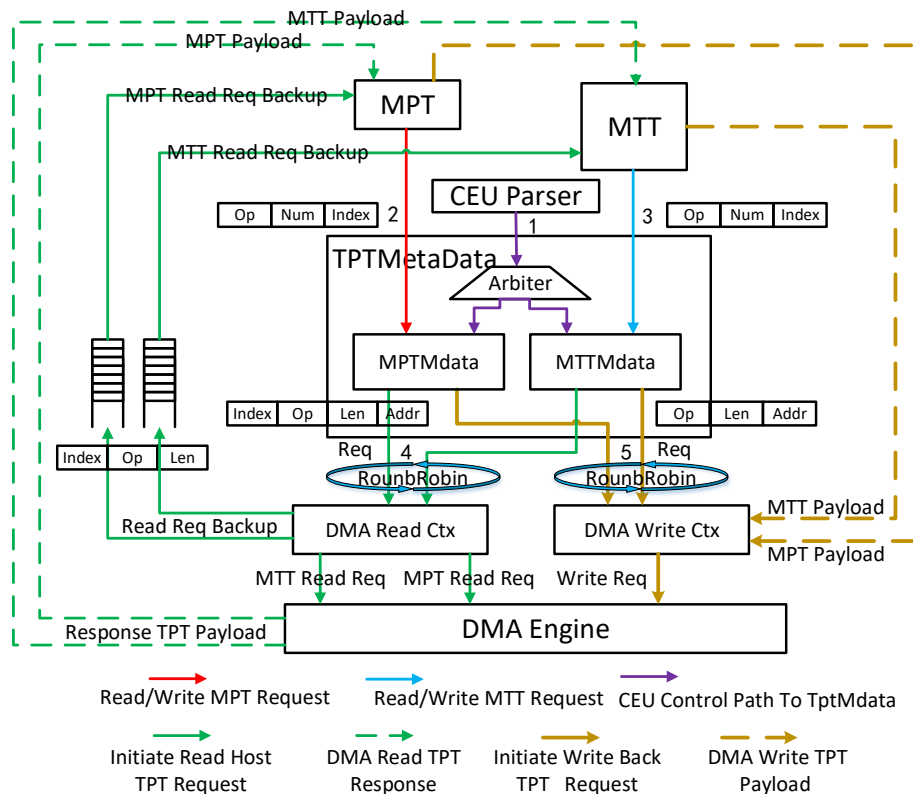 MTT Payload
MPT Payload
MPT Read Req Backup
MPT
MTT
MTT Read Req Backup
CEU Parser
Op Num Index
2
1
3
Op Num Index
TPTMetaData
Arbiter
MPTMdata
MTTMdata
Index Op Len Addr
Op Len Addr
Req
4
5
Req
RounbRobin
RounbRobin
Index Op Len
Read Req Backup
DMA Read Ctx
DMA Write Ctx
MTT Payload
MPT Payload
MTT Read Req
MPT Read Req
Write Req
Response TPT Payload
DMA Engine
Read/Write MPT Request
Read/Write MTT Request
CEU Control Path To TptMdata
Initiate Read Host
TPT Request
DMA Read TPT
Response
Initiate Write Back
TPT Request
DMA Write TPT
Payload